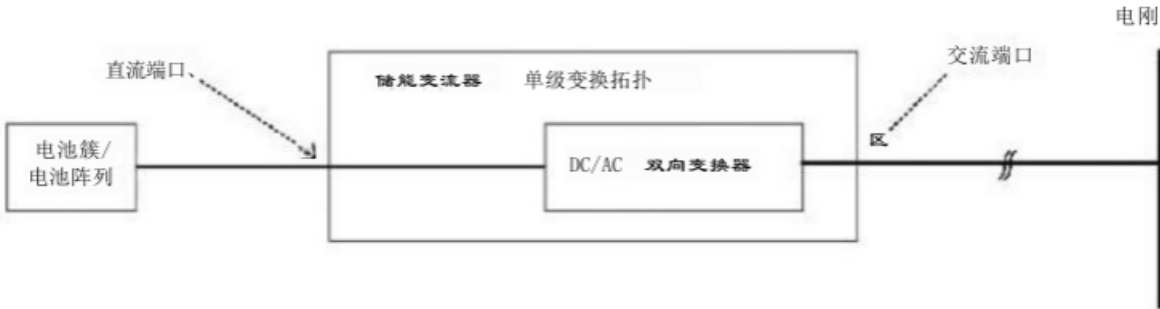 电刚
交流端口
直流端口
储能变流器 单级变换拓扑
区
电池簇/
电池阵列
DC/AC 双向变换器